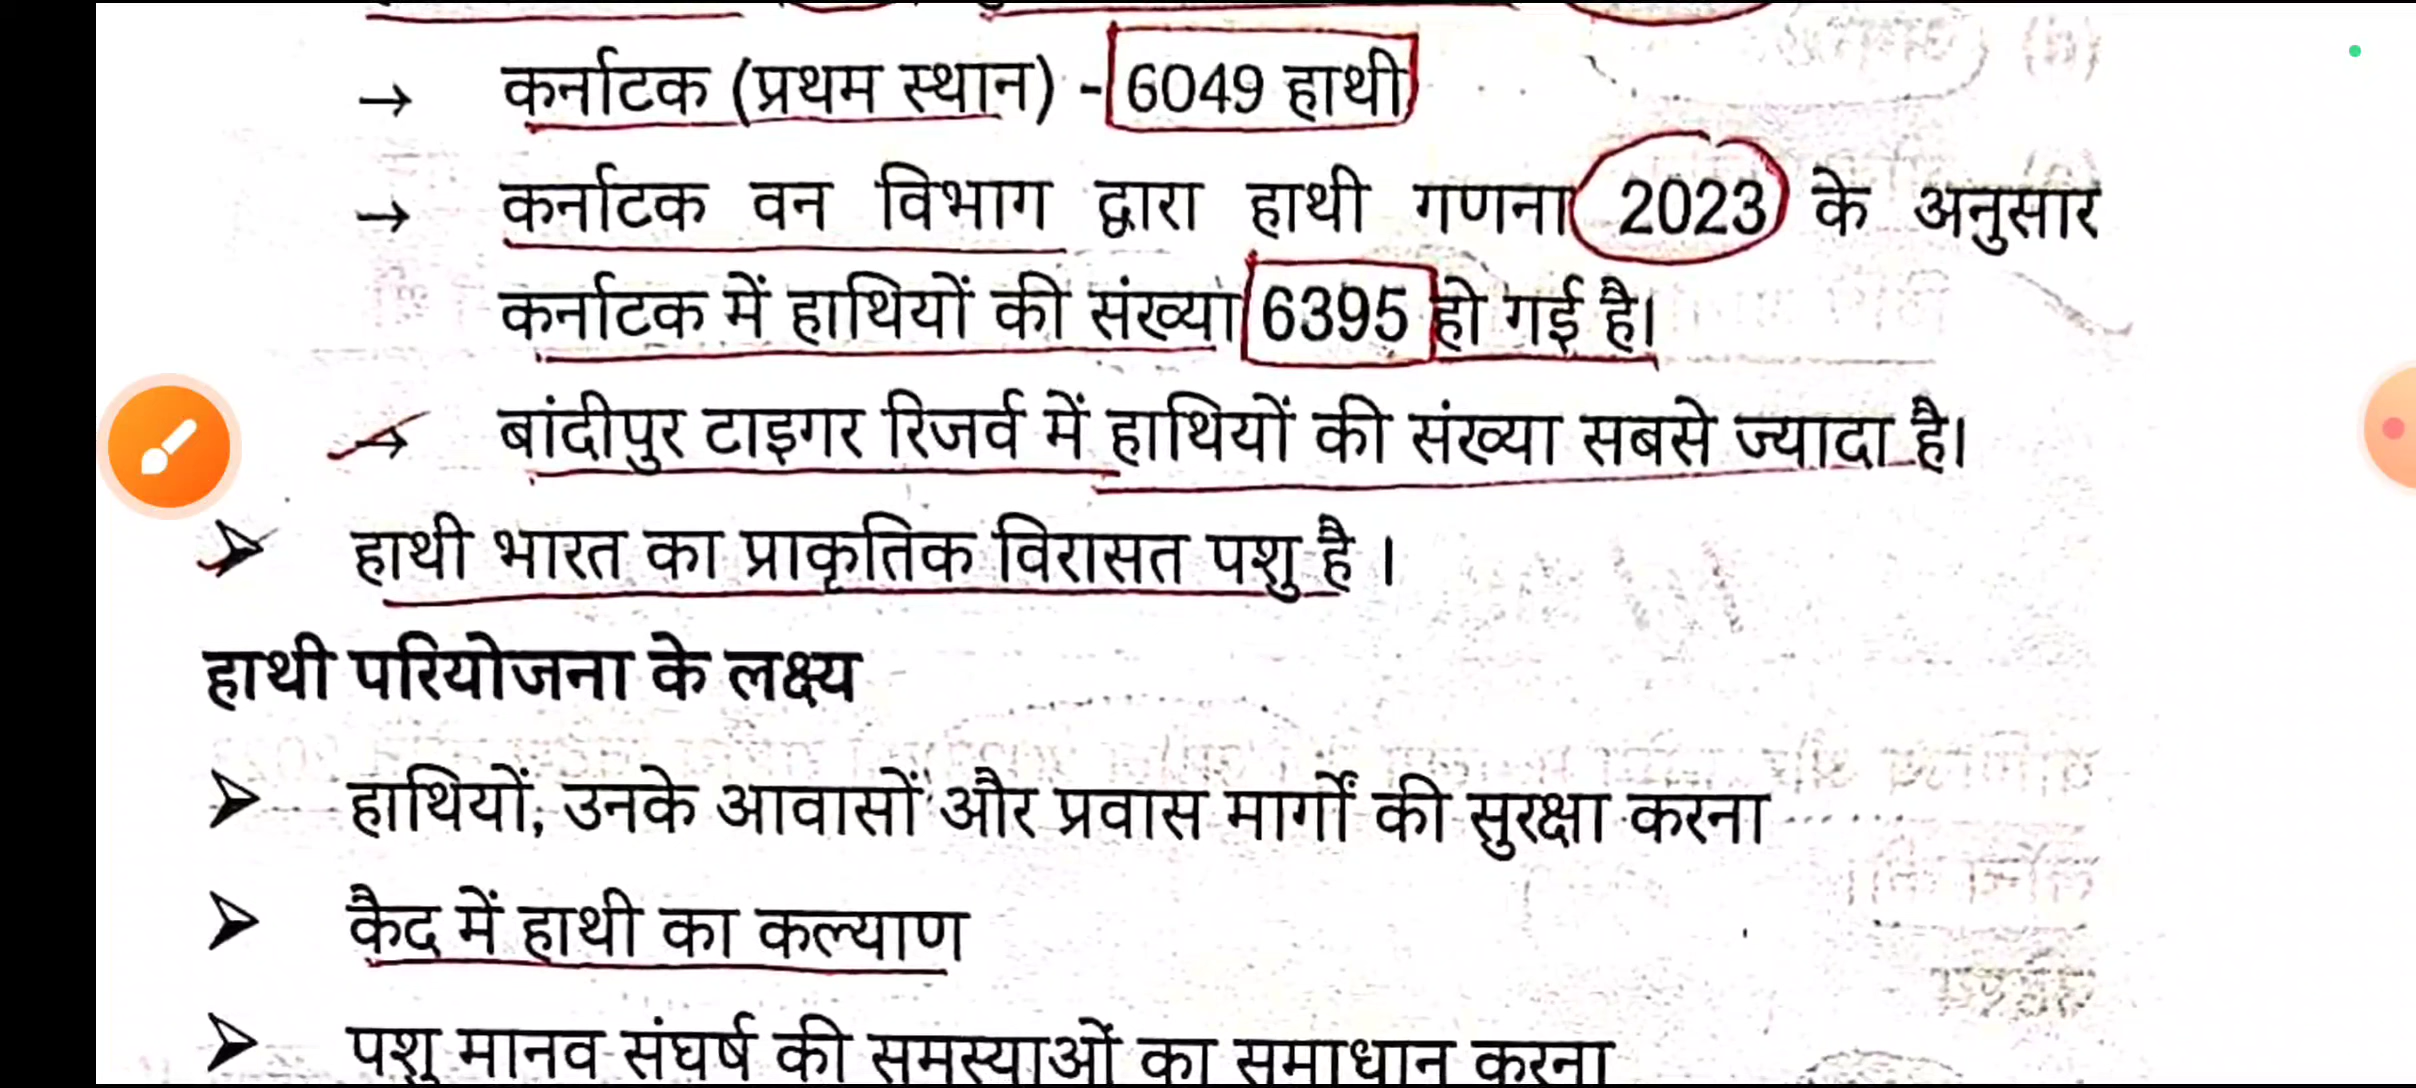 → कर्नाटक (प्रथम स्थान) - 6049 हाथी
→ कर्नाटक वन विभाग द्वारा हाथी गणना 2023 के अनुसार
कर्नाटक में हाथियों की संख्या 6395 हो गई है।
→ बांदीपुर टाइगर रिजर्व में हाथियों की संख्या सबसे ज्यादा है।
➢ हाथी भारत का प्राकृतिक विरासत पशु है ।
हाथी परियोजना के लक्ष्य
➢ हाथियों, उनके आवासों और प्रवास मार्गों की सुरक्षा करना
➢ कैद में हाथी का कल्याण
➢ पशु मानव संघर्ष की समस्याओं का समाधान करना